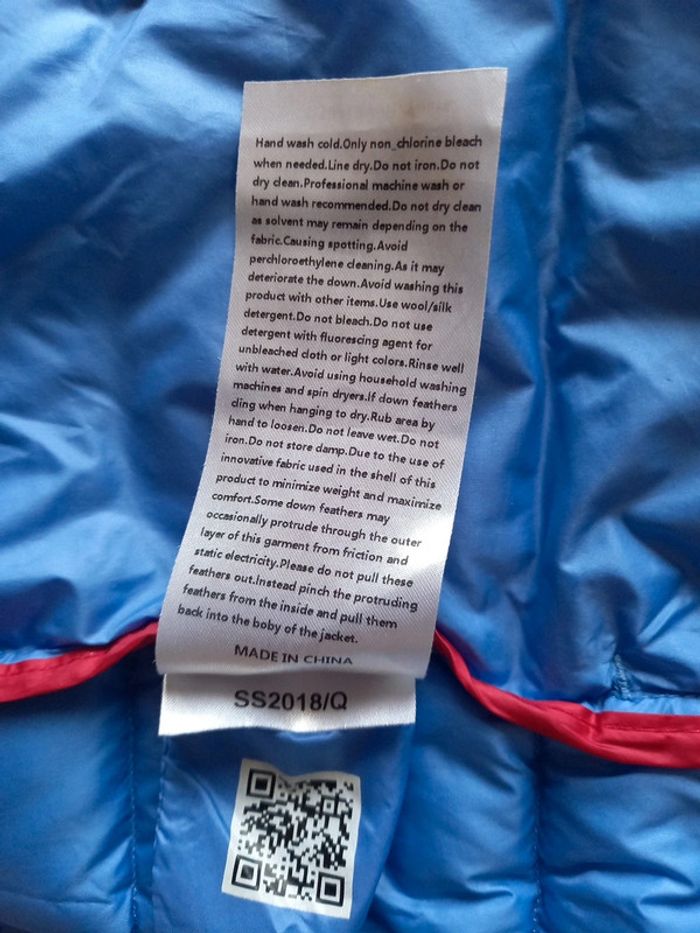 Hand wash cold.Only non_chlorine bleach
when needed.Line dry.Do not iron.Do not
dry clean.Professional machine wash or
hand wash recommended.Do not dry clean
as solvent may remain depending on the
fabric.Causing spotting.Avoid
perchloroethylene cleaning.As it may
deteriorate the down.Avoid washing this
product with other items.Use wool/silk
detergent.Do not bleach.Do not use
detergent with fluorescing agent for
unbleached cloth or light colors.Rinse well
with water.Avoid using household washing
machines and spin dryers.If down feathers
cling when hanging to dry.Rub area by
hand to loosen.Do not leave wet.Do not
iron.Do not store damp.Due to the use of
innovative fabric used in the shell of this
product to minimize weight and maximize
comfort.Some down feathers may
occasionally protrude through the outer
layer of this garment from friction and
static electricity.Please do not pull these
feathers out.Instead pinch the protruding
feathers from the inside and pull them
back into the boby of the jacket.
MADE IN CHINA
SS2018/Q